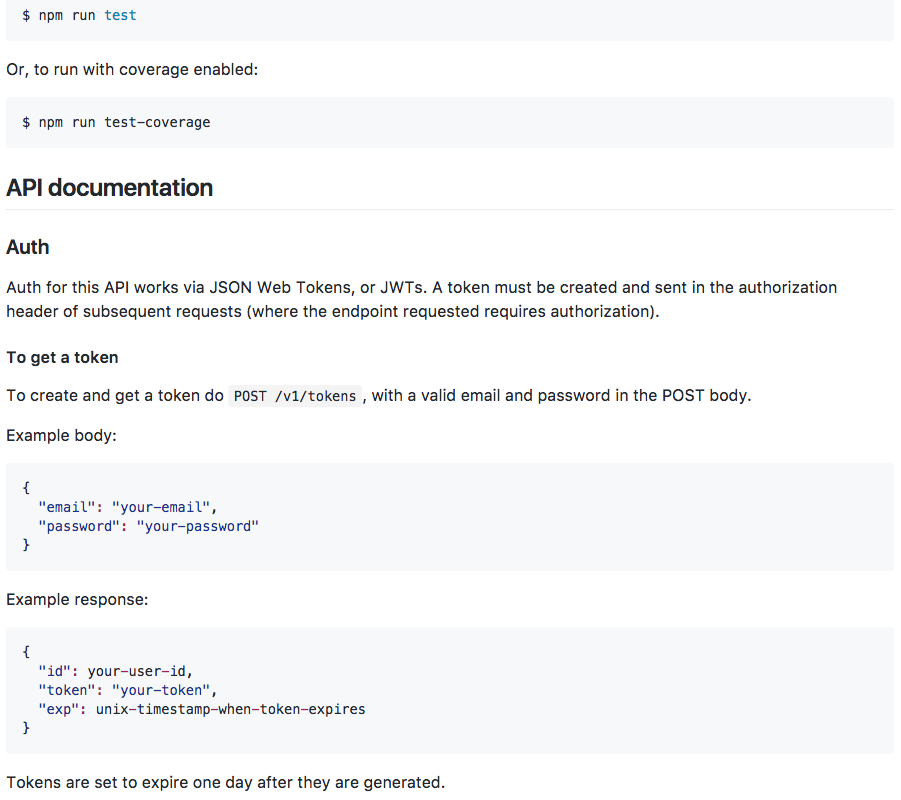 $ npm run test
Or, to run with coverage enabled:
$ npm run test-coverage
API documentation
Auth
Auth for this API works via JSON Web Tokens, or JWTs. A token must be created and sent in the authorization
header of subsequent requests (where the endpoint requested requires authorization).
To get a token
To create and get a token do POST /v1/tokens , with a valid email and password in the POST body.
Example body:
{
  "email": "your-email",
  "password": "your-password"
}
Example response:
{
  "id": your-user-id,
  "token": "your-token",
  "exp": unix-timestamp-when-token-expires
}
Tokens are set to expire one day after they are generated.